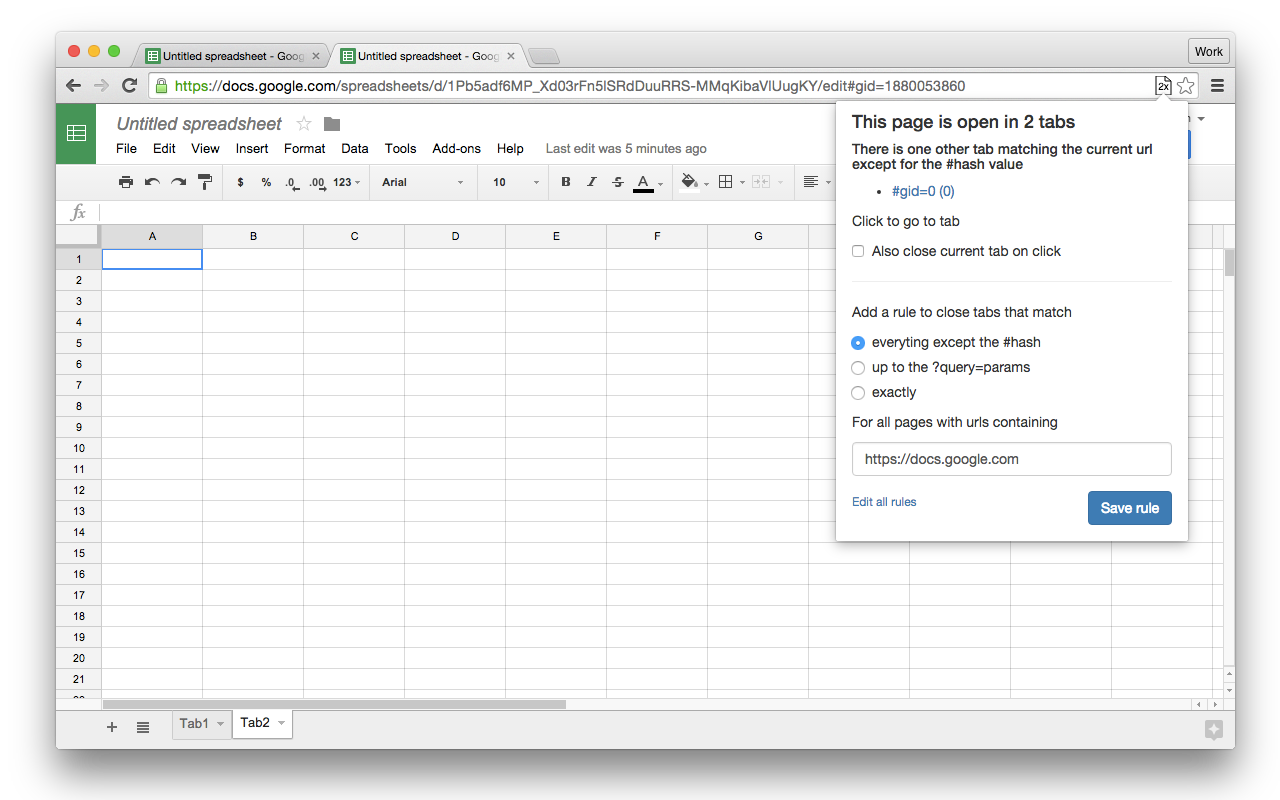 Untitled spreadsheet - Goog
Untitled spreadsheet - Goog
Work
https://docs.google.com/spreadsheets/d/1Pb5adf6MP_Xd03rFn5lSRdDuuRRS-MMqKibaVlUugKY/edit#gid=1880053860
2x
Untitled spreadsheet
File Edit View Insert Format Data Tools Add-ons Help Last edit was 5 minutes ago
$ % .0 .00 123 Arial 10 B I S A
fx
A B C D E F G
1
2
3
4
5
6
7
8
9
10
11
12
13
14
15
16
17
18
19
20
21
Tab1 Tab2
This page is open in 2 tabs
There is one other tab matching the current url
except for the #hash value
• #gid=0 (0)
Click to go to tab
Also close current tab on click
Add a rule to close tabs that match
everyting except the #hash
up to the ?query=params
exactly
For all pages with urls containing
https://docs.google.com
Edit all rules
Save rule